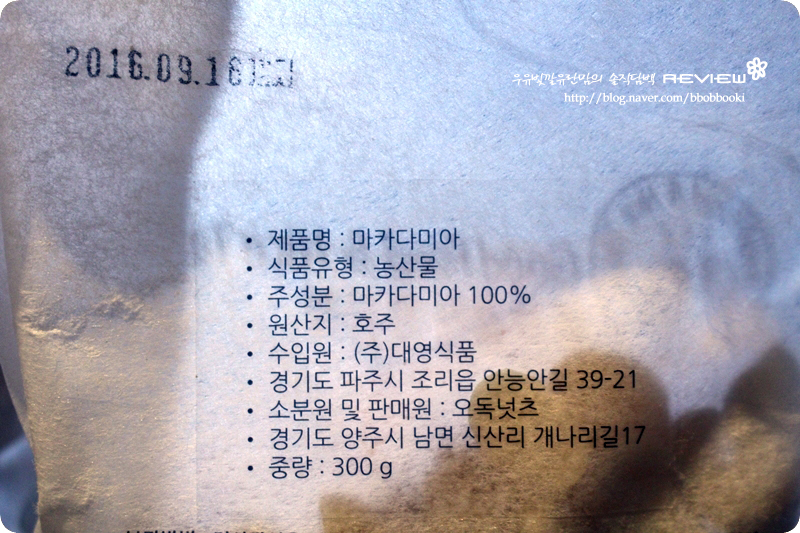 2016.09.16까지
우유빛깔유난맘의 솔직담백 REVIEW
http://blog.naver.com/bbobbooki
• 제품명 : 마카다미아
• 식품유형 : 농산물
• 주성분 : 마카다미아 100%
• 원산지 : 호주
• 수입원 : (주)대영식품
• 경기도 파주시 조리읍 안능안길 39-21
• 소분원 및 판매원 : 오독넛츠
• 경기도 양주시 남면 신산리 개나리길17
• 중량 : 300 g